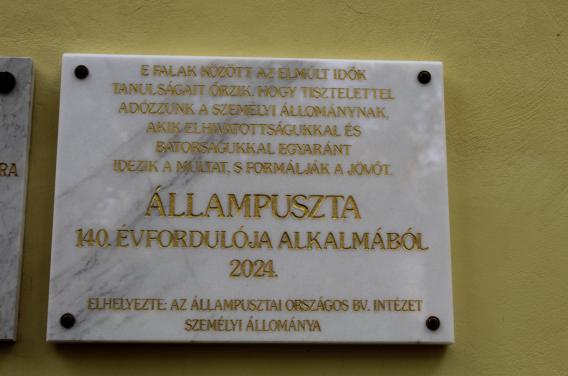 E FALAK KÖZÖTT AZ ELMÚLT IDŐK
TANULSÁGAIT ŐRZIK, HOGY TISZTELETTEL
ADÓZZUNK A SZEMÉLYI ÁLLOMÁNYNAK,
AKIK ELHIVATOTTSÁGUKKAL ÉS
BÁTORSÁGUKKAL EGYARÁNT
IDÉZIK A MÚLTAT, S FORMÁLJÁK A JÖVŐT.
ÁLLAMPUSZTA
140. ÉVFORDULÓJA ALKALMÁBÓL
2024.
ELHELYEZTE: AZ ÁLLAMPUSZTAI ORSZÁGOS BV. INTÉZET
SZEMÉLYI ÁLLOMÁNYA
RA